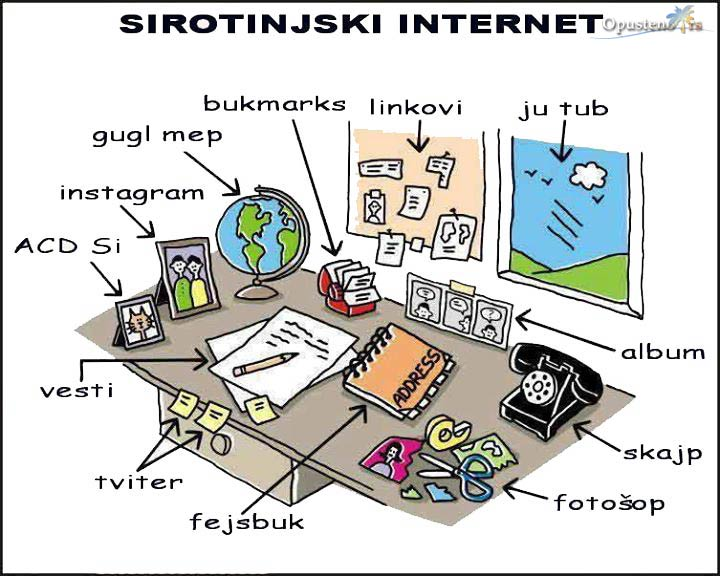 SIROTINJSKI INTERNET
Opusteno.rs
bukmarks
linkovi
ju tub
gugl mep
instagram
ACD Si
album
ADDRESS
vesti
skajp
tviter
fotošop
fejsbuk